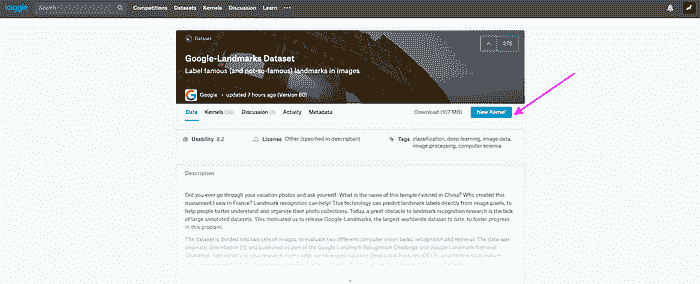 kaggle
Search
Competitions Datasets Kernels Discussion Learn
Dataset
Google-Landmarks Dataset
Label famous (and not-so-famous) landmarks in images
Google • updated 7 hours ago (Version 80)
Data Kernels Discussion Activity Metadata Download (107 MB) New Kernel
Usability 8.2 License Other (specified in description) Tags classification, deep learning, image data,
image processing, computer science
Description
Did you ever go through your vacation photos and ask yourself: What is the name of this temple I visited in China? Who created this
monument I saw in France? Landmark recognition can help! This technology can predict landmark labels directly from image pixels, to
help people better understand and organize their photo collections. Today, a great obstacle to landmark recognition research is the lack
of large annotated datasets. This motivated us to release Google-Landmarks, the largest worldwide dataset to date, to foster progress
in this problem.
The dataset is divided into two sets of images, to evaluate two different computer vision tasks: recognition and retrieval. The data was
originally described in [1], and published as part of the Google Landmark Recognition Challenge and Google Landmark Retrieval